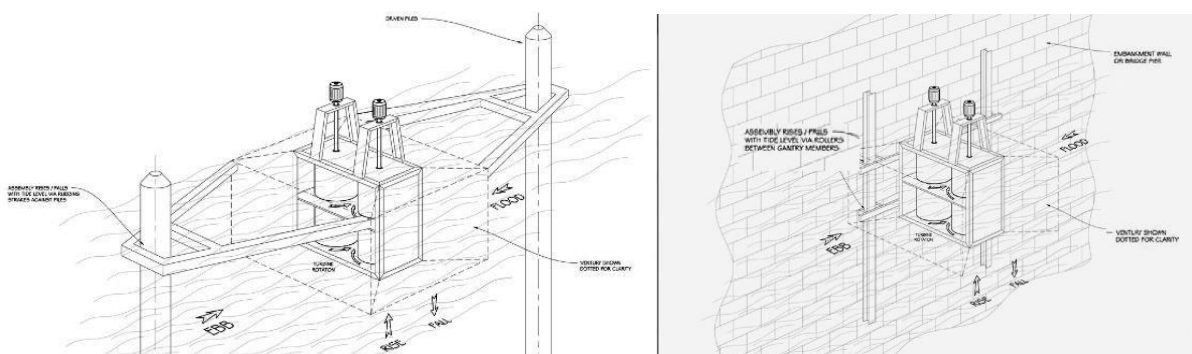 DRIVEN PILES
ASSEMBLY RISES / FALLS
WITH TIDE LEVEL VIA RUBBING
STRAKES AGAINST PILES
FLOOD
TURBINE
ROTATION
VENTURI SHOWN
DOTTED FOR CLARITY
EBB
RISE
FALL
EMBANKMENT WALL
OR BRIDGE PIER
ASSEMBLY RISES / FALLS
WITH TIDE LEVEL VIA ROLLERS
BETWEEN GANTRY MEMBERS
FLOOD
EBB
TURBINE
ROTATION
VENTURI SHOWN
DOTTED FOR CLARITY
RISE
FALL